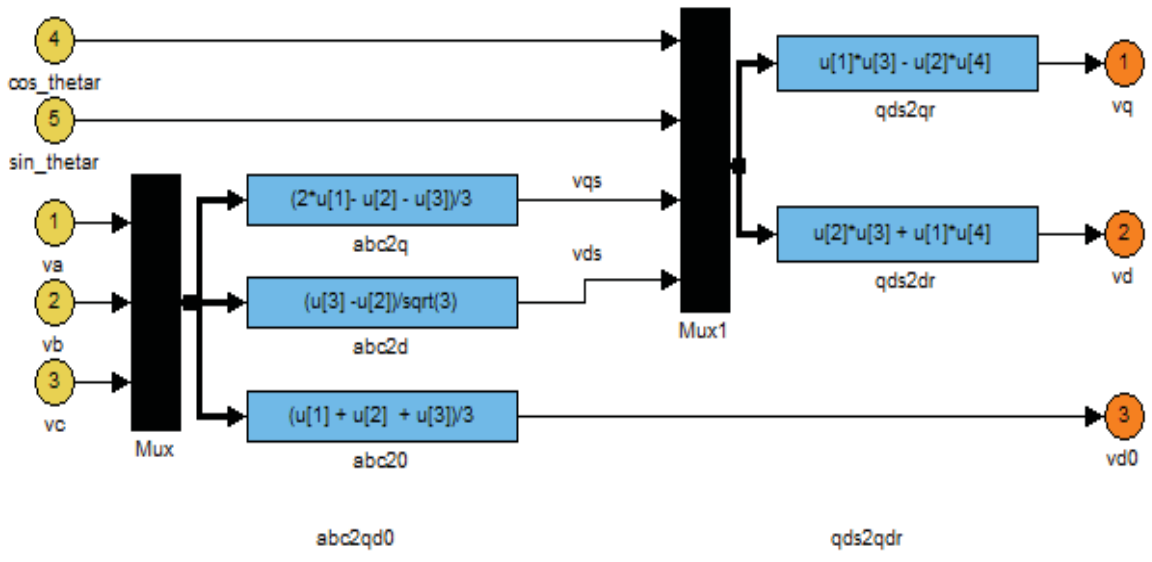 4
cos_thetar
5
sin_thetar
1
va
2
vb
3
vc
Mux
(2*u[1]- u[2] - u[3])/3
abc2q
(u[3] -u[2])/sqrt(3)
abc2d
(u[1] + u[2]  + u[3])/3
abc20
vqs
vds
Mux1
u[1]*u[3] - u[2]*u[4]
qds2qr
u[2]*u[3] + u[1]*u[4]
qds2dr
1
vq
2
vd
3
vd0
abc2qd0
qds2qdr